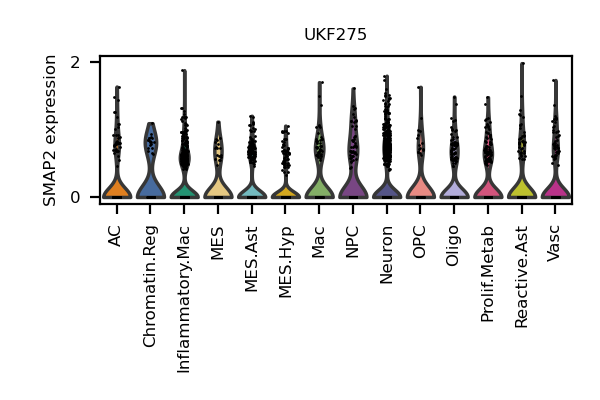 UKF275
SMAP2 expression
2
0
AC
Chromatin.Reg
Inflammatory.Mac
MES
MES.Ast
MES.Hyp
Mac
NPC
Neuron
OPC
Oligo
Prolif.Metab
Reactive.Ast
Vasc